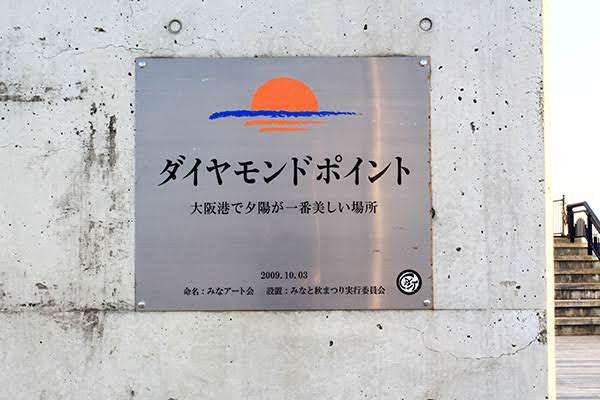 ダイヤモンドポイント
大阪港で夕陽が一番美しい場所
2009.10.03
命名：みなアート会　設置：みなと秋まつり実行委員会